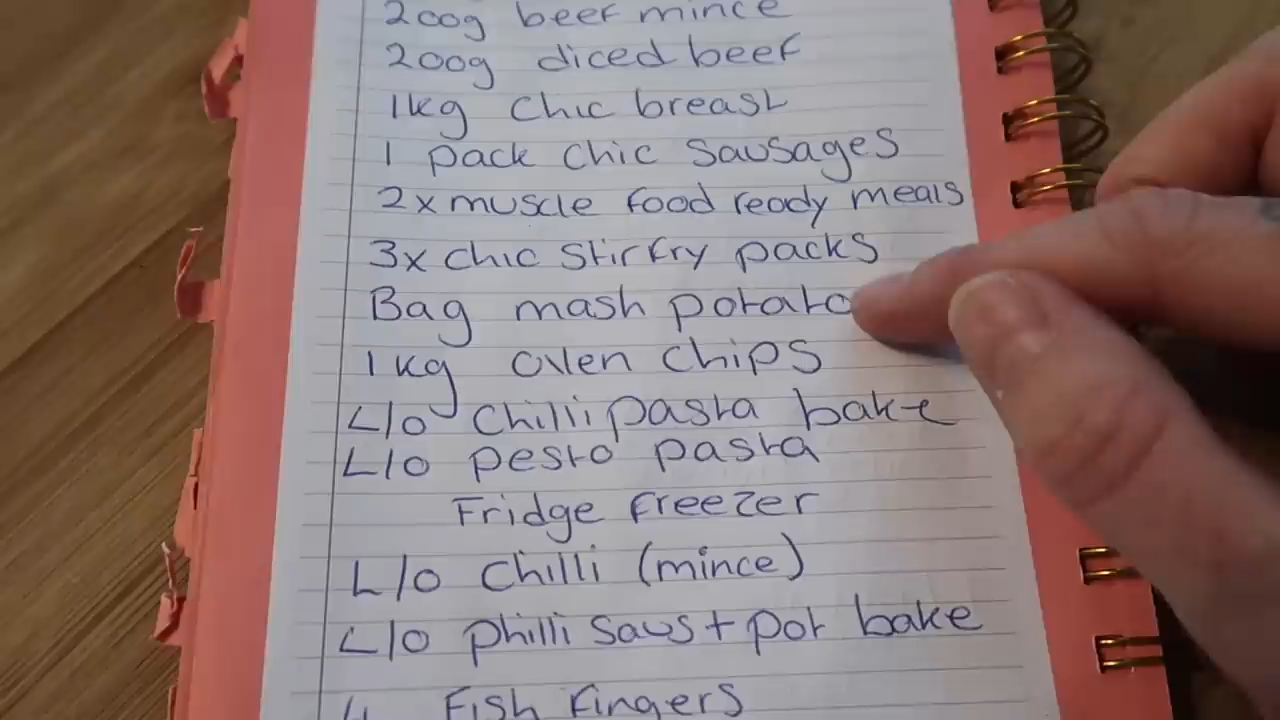 200g beef mince
200g diced beef
1kg Chic breast
1 pack Chic Sausages
2x muscle food ready meals
3x chic Stirfry packs
Bag mash potato
1kg oven chips
L/o Chilli pasta bake
L/o pesto pasta
Fridge freezer
L/o Chilli (mince)
L/o philli saus + pot bake
4 Fish Fingers